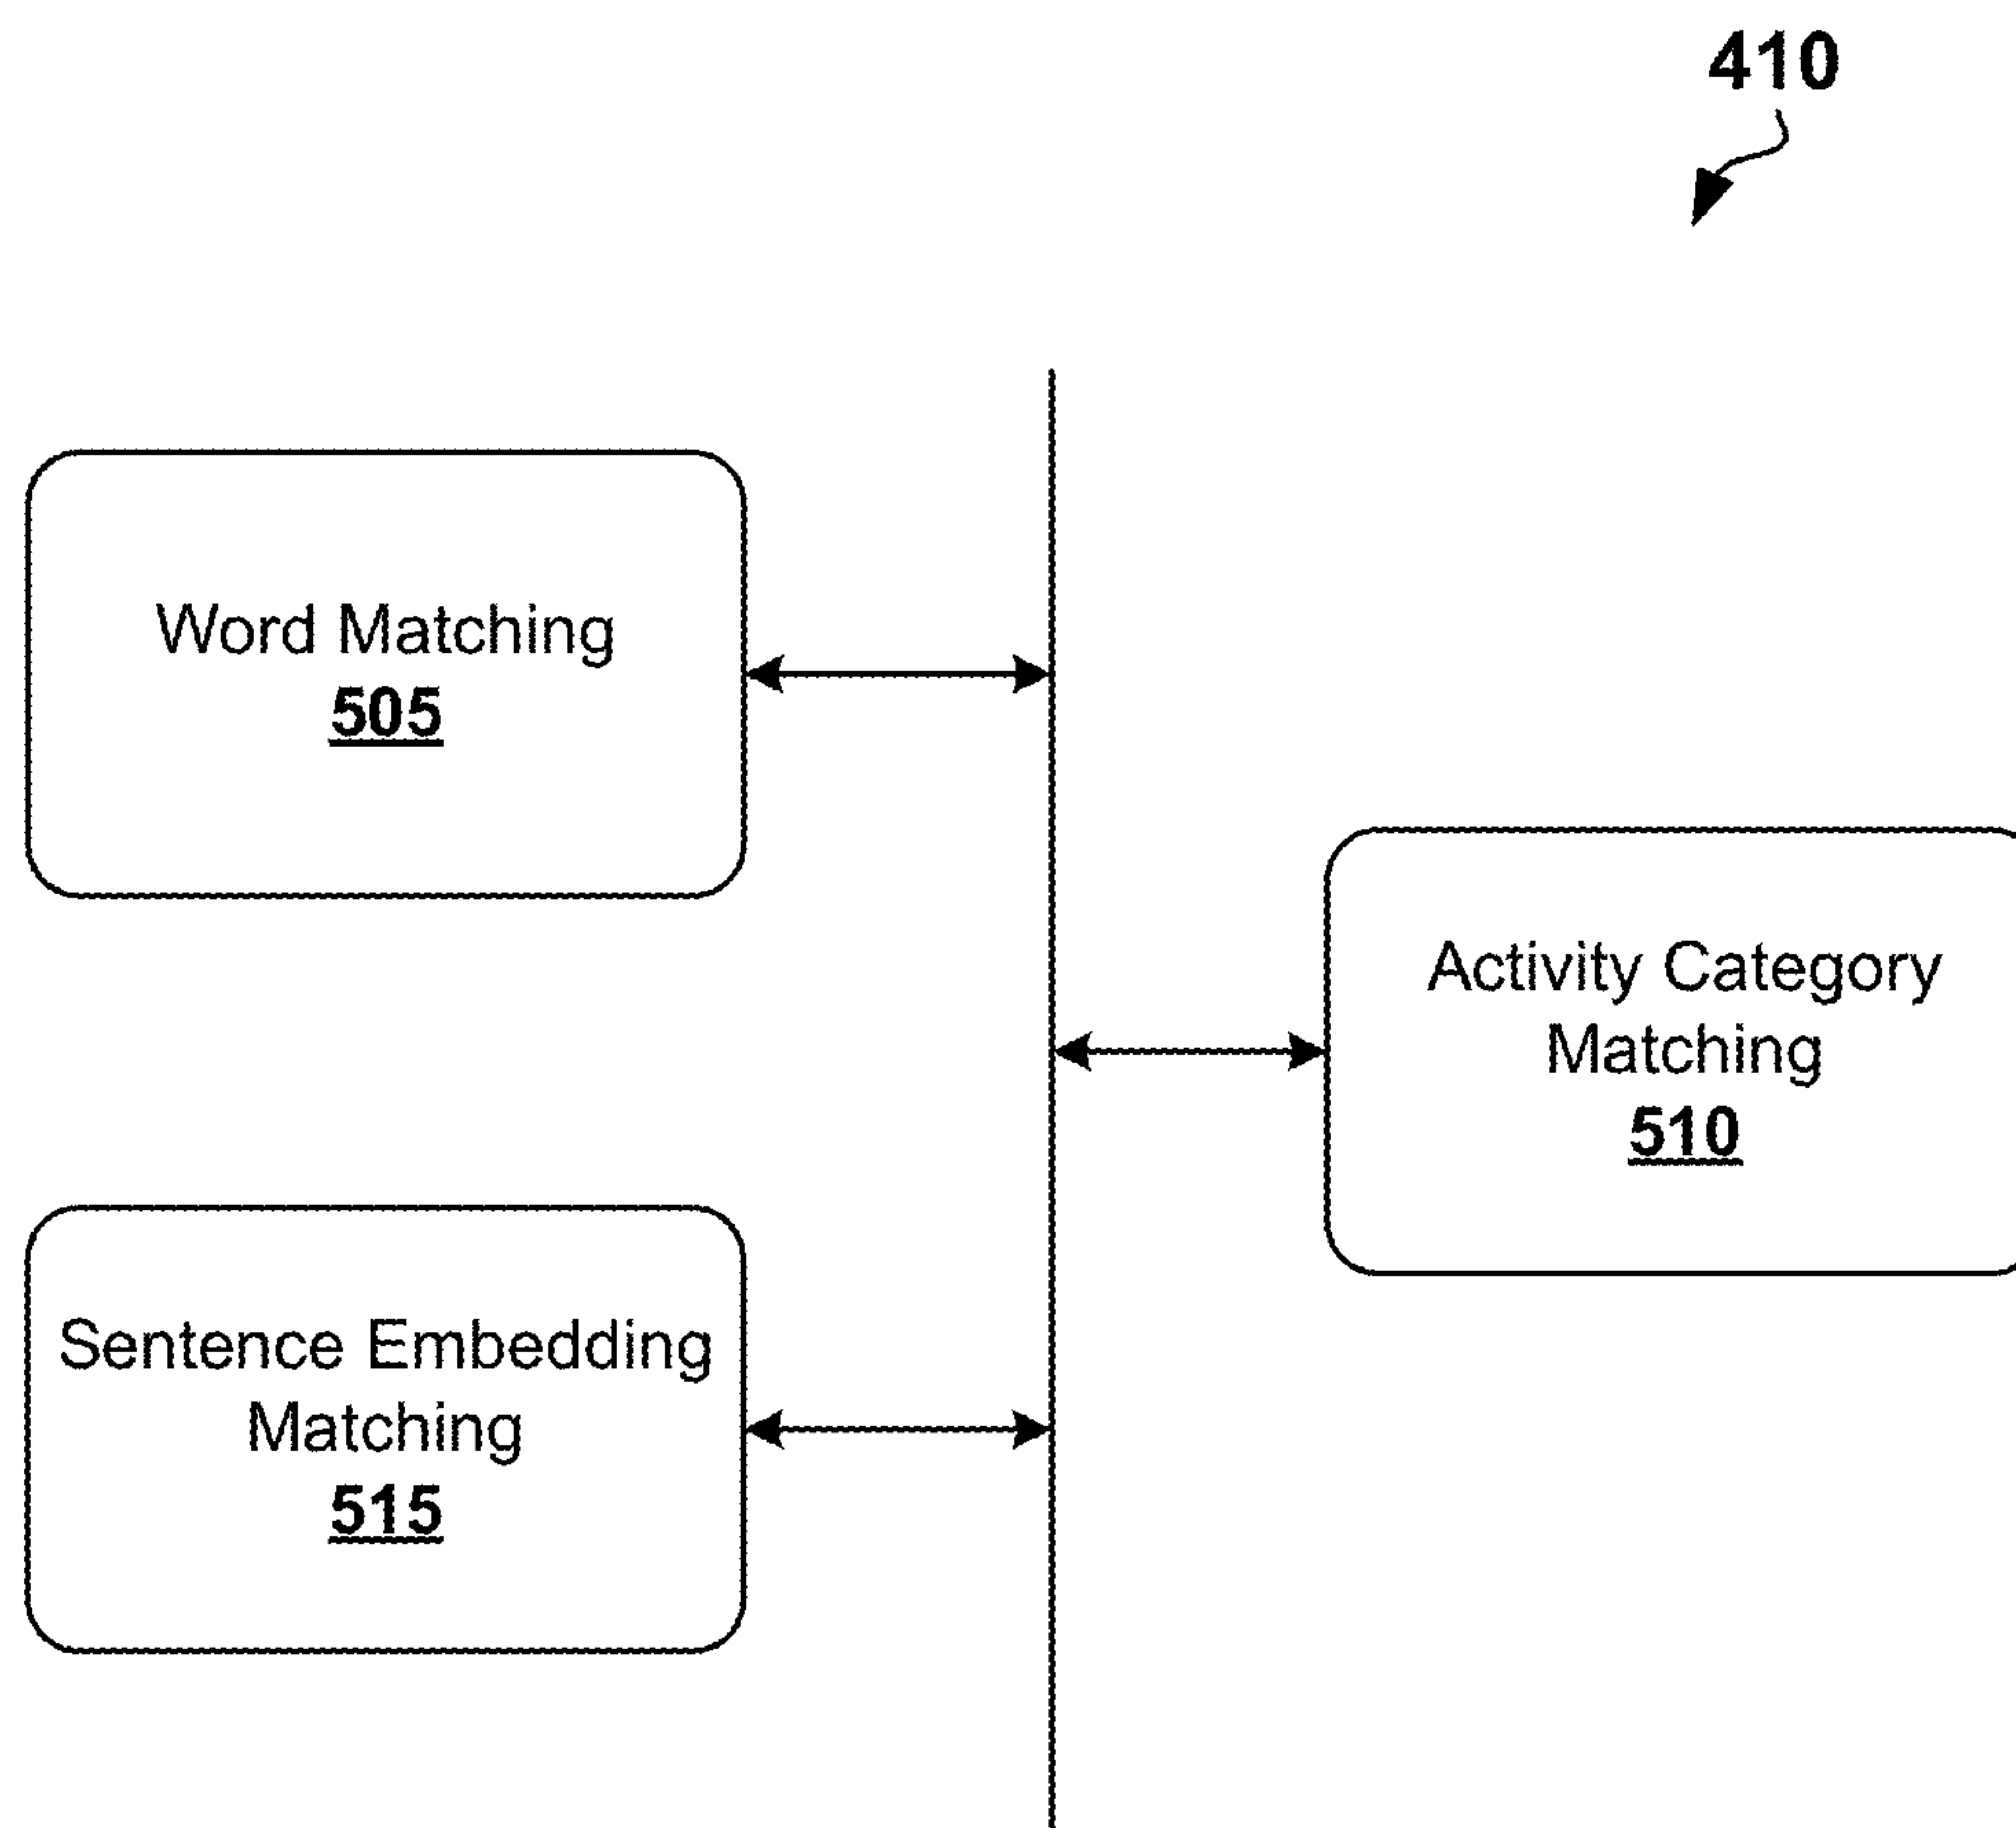 410
Word Matching
505
Activity Category
Matching
510
Sentence Embedding
Matching
515